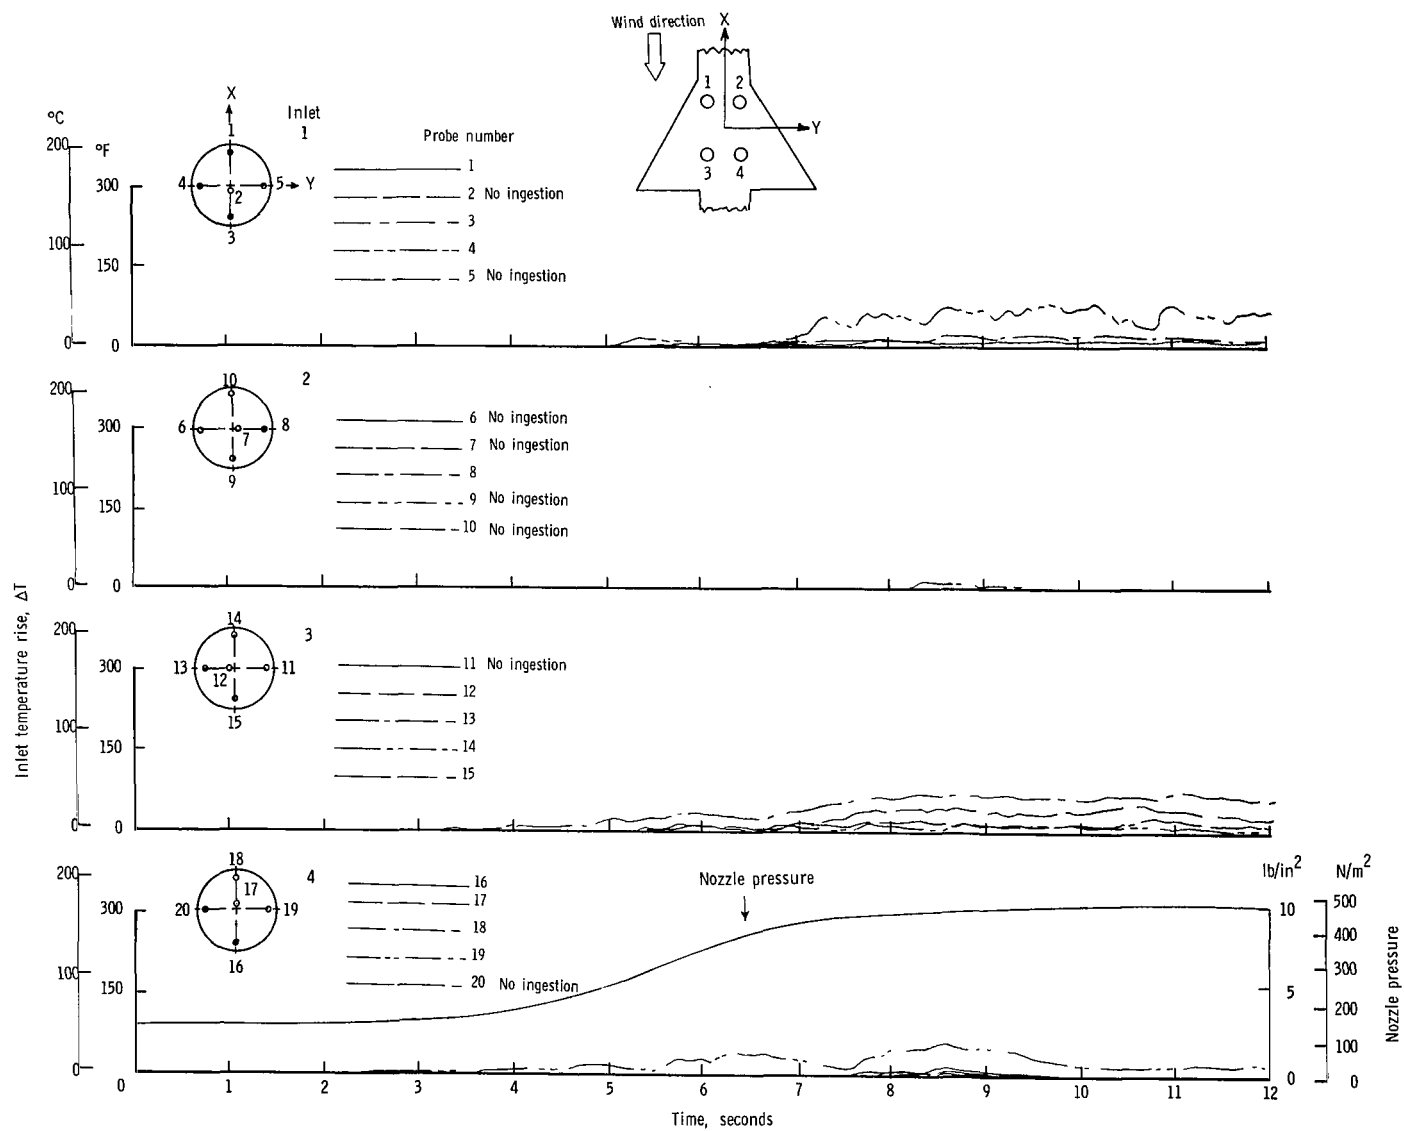 Wind direction
X
1 2
Y
3 4
°C
200
°F
300
100
150
0
0
X
Inlet
1
1
4 5 Y
2
3
Probe number
1
2 No ingestion
3
4
5 No ingestion
200
300
100
150
0
0
10
2
6 8
7
9
6 No ingestion
7 No ingestion
8
9 No ingestion
10 No ingestion
Inlet temperature rise, ΔT
200
300
100
150
0
0
14
3
13 11
12
15
11 No ingestion
12
13
14
15
200
300
100
150
0
18
4
17
20 19
16
16
17
18
19
20 No ingestion
Nozzle pressure
lb/in² N/m²
10
5
0
500
400
300
200
100
0
Nozzle pressure
0 1 2 3 4 5 6 7 8 9 10 11 12
Time, seconds